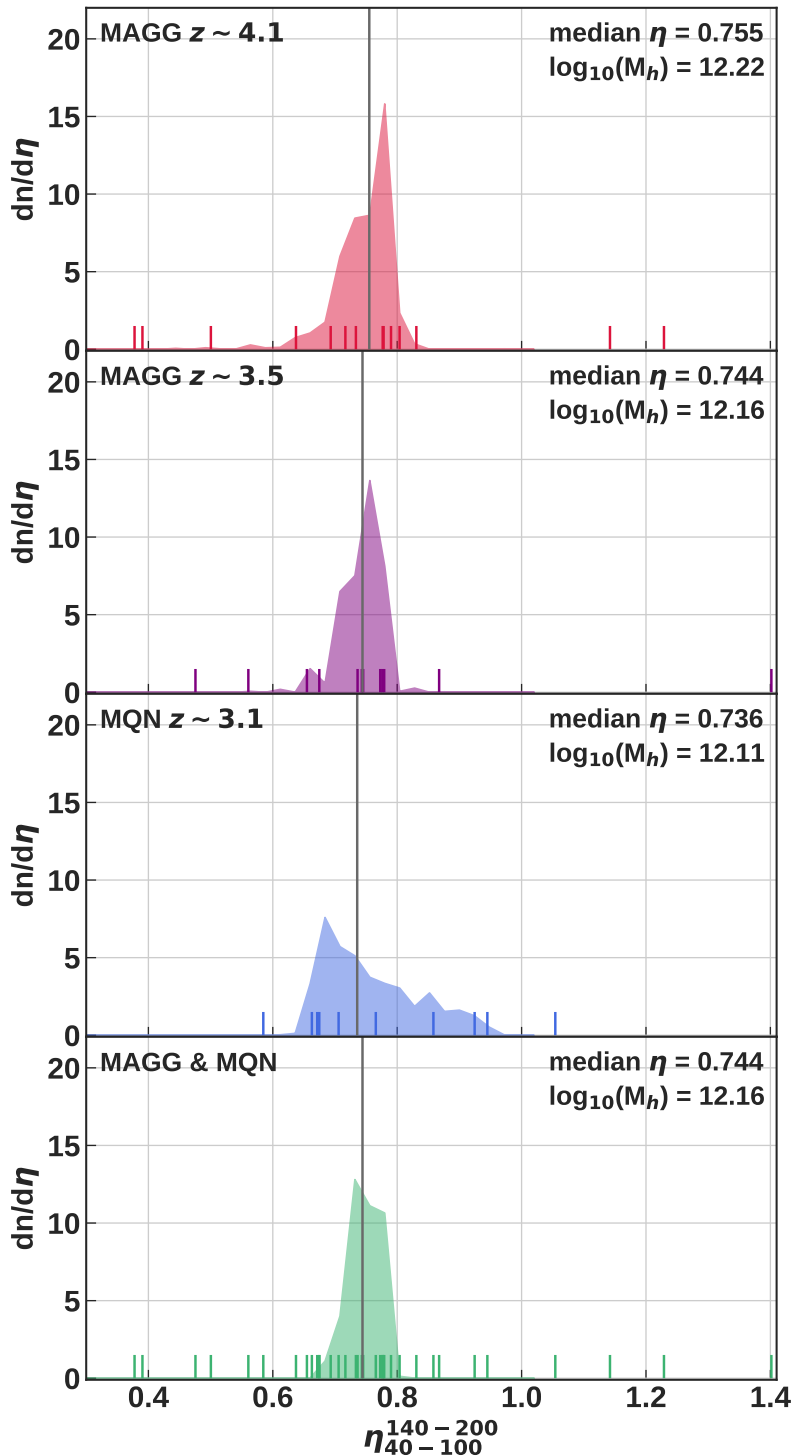 MAGG z ~ 4.1
median η = 0.755
log₁₀(Mₕ) = 12.22
20
15
10
5
0
dn/dη
MAGG z ~ 3.5
median η = 0.744
log₁₀(Mₕ) = 12.16
20
15
10
5
0
dn/dη
MQN z ~ 3.1
median η = 0.736
log₁₀(Mₕ) = 12.11
20
15
10
5
0
dn/dη
MAGG & MQN
median η = 0.744
log₁₀(Mₕ) = 12.16
20
15
10
5
0
dn/dη
0.4 0.6 0.8 1.0 1.2 1.4
η 140 − 200
40 − 100